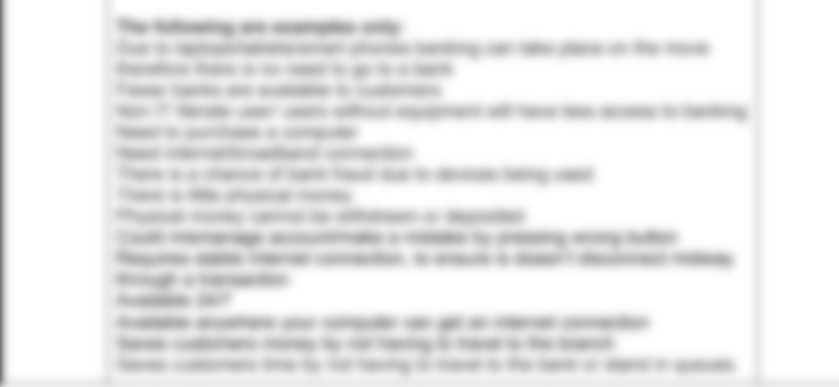 The following are examples only:
Due to laptops/tablets/smart phones banking can take place on the move
therefore there is no need to go to a bank
Fewer banks are available to customers
Non IT literate user/ users without equipment will have less access to banking
Need to purchase a computer
Need internet/broadband connection
There is a chance of bank fraud due to devices being used
There is little physical money
Physical money cannot be withdrawn or deposited
Could mismanage account/make a mistake by pressing wrong button
Requires stable internet connection, to ensure is doesn't disconnect midway
through a transaction
Available 24/7
Available anywhere your computer can get an internet connection
Saves customers money by not having to travel to the branch
Saves customers time by not having to travel to the bank or stand in queues.